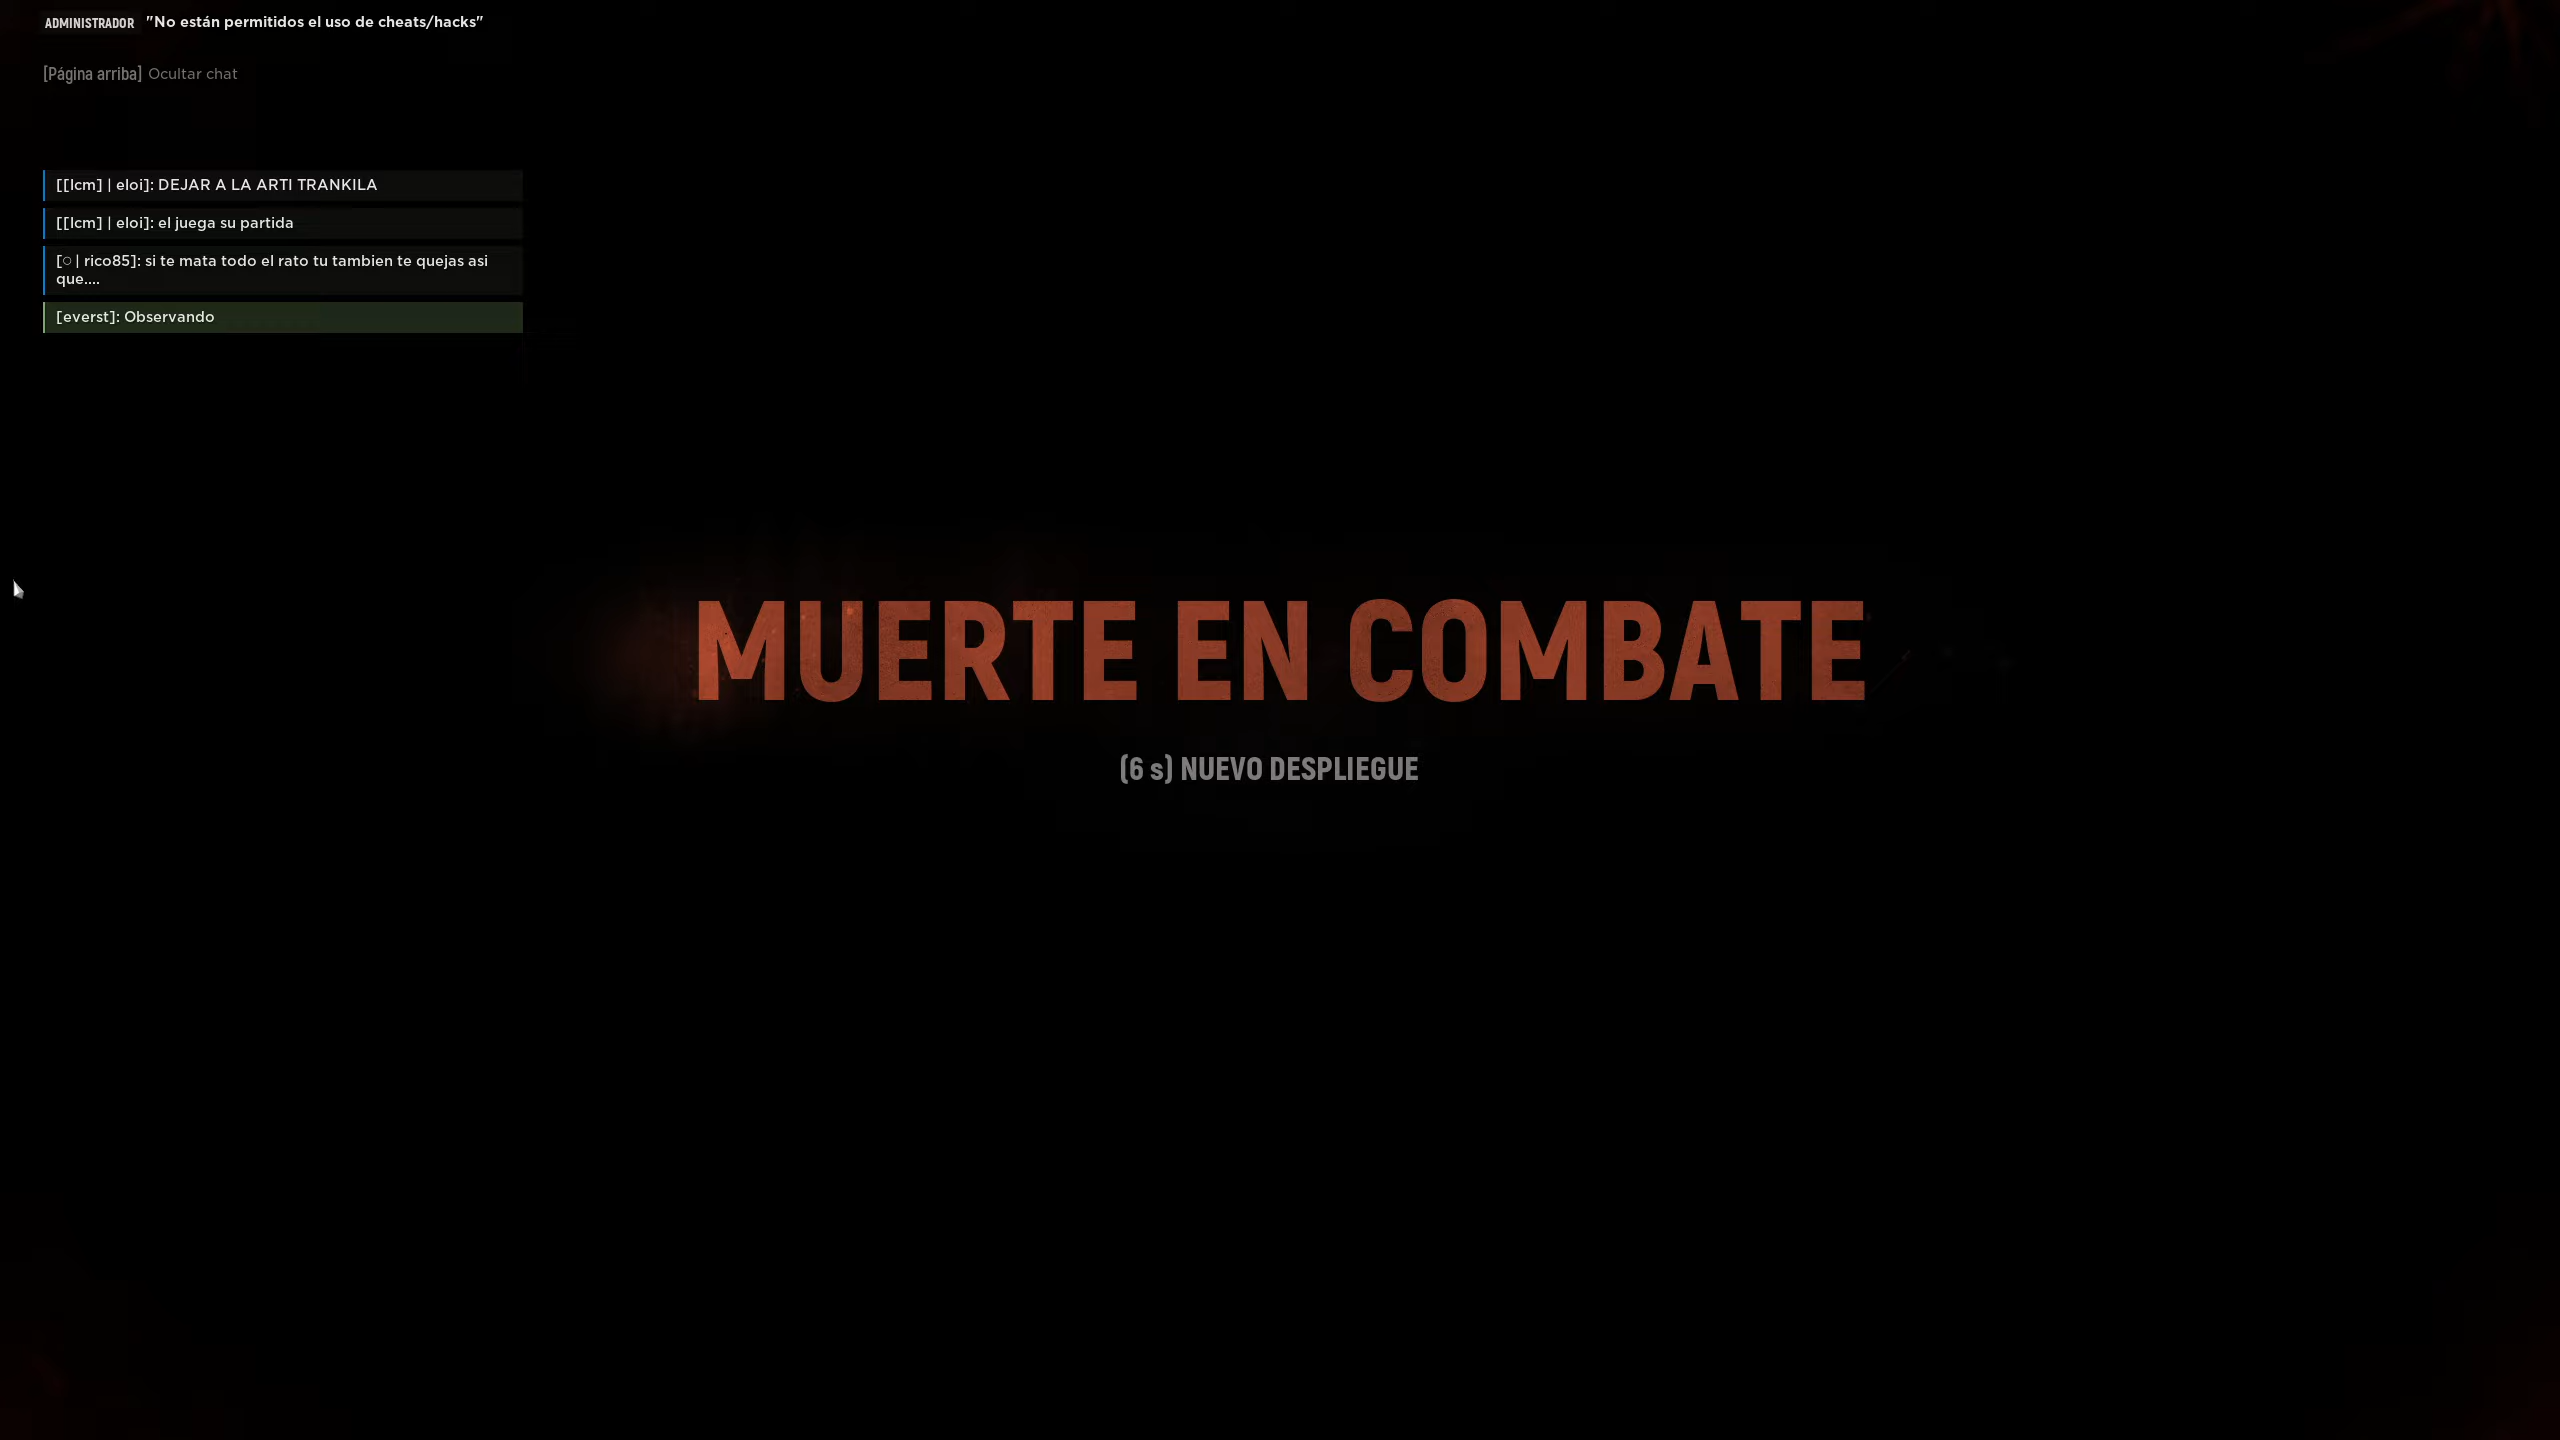 ADMINISTRADOR "No están permitidos el uso de cheats/hacks"
[Página arriba] Ocultar chat
[[lcm] | eloi]: DEJAR A LA ARTI TRANKILA
[[lcm] | eloi]: el juega su partida
[○ | rico85]: si te mata todo el rato tu tambien te quejas asi
que....
[everst]: Observando
MUERTE EN COMBATE
(6 s) NUEVO DESPLIEGUE